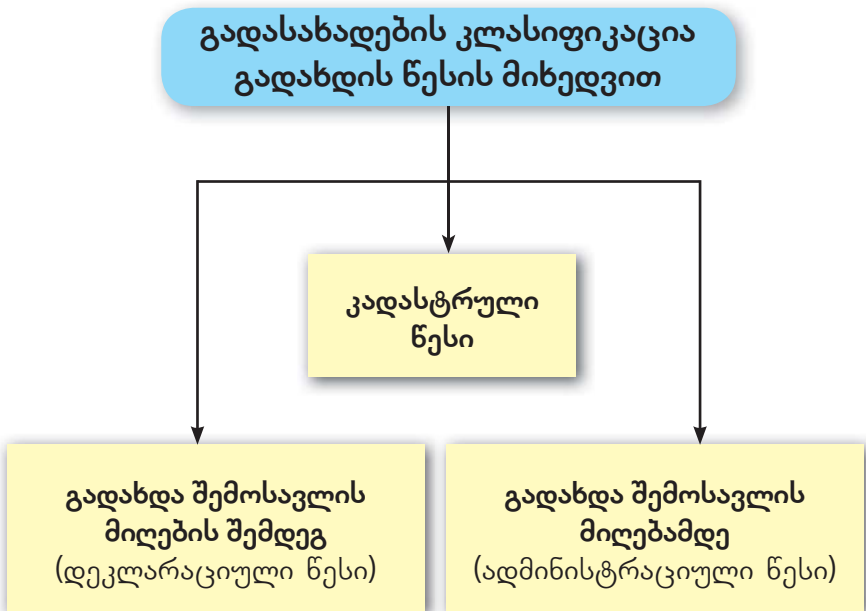 გადასახადების კლასიფიკაცია
გადახდის წესის მიხედვით
კადასტრული
წესი
გადახდა შემოსავლის
მიღების შემდეგ
(დეკლარაციული წესი)
გადახდა შემოსავლის
მიღებამდე
(ადმინისტრაციული წესი)